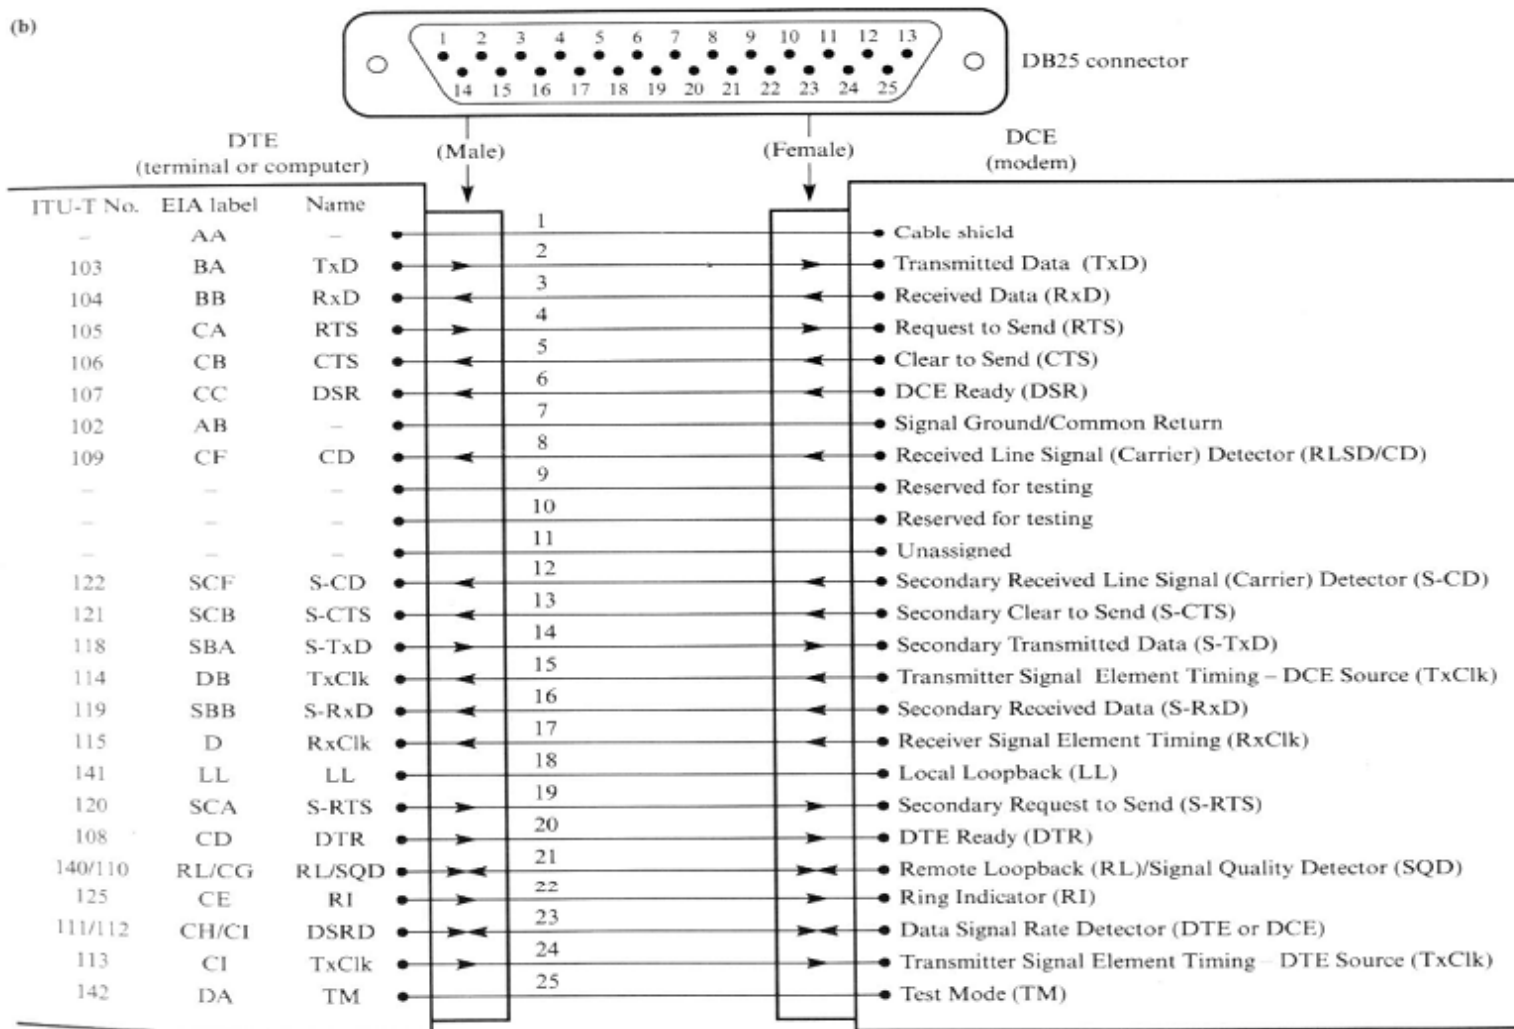 (b)
1 2 3 4 5 6 7 8 9 10 11 12 13
14 15 16 17 18 19 20 21 22 23 24 25
DB25 connector
DTE
(terminal or computer)
(Male)
(Female)
DCE
(modem)
ITU-T No. EIA label Name
– AA – 1 Cable shield
103 BA TxD 2 Transmitted Data (TxD)
104 BB RxD 3 Received Data (RxD)
105 CA RTS 4 Request to Send (RTS)
106 CB CTS 5 Clear to Send (CTS)
107 CC DSR 6 DCE Ready (DSR)
102 AB – 7 Signal Ground/Common Return
109 CF CD 8 Received Line Signal (Carrier) Detector (RLSD/CD)
– – – 9 Reserved for testing
– – – 10 Reserved for testing
– – – 11 Unassigned
122 SCF S-CD 12 Secondary Received Line Signal (Carrier) Detector (S-CD)
121 SCB S-CTS 13 Secondary Clear to Send (S-CTS)
118 SBA S-TxD 14 Secondary Transmitted Data (S-TxD)
114 DB TxClk 15 Transmitter Signal Element Timing – DCE Source (TxClk)
119 SBB S-RxD 16 Secondary Received Data (S-RxD)
115 D RxClk 17 Receiver Signal Element Timing (RxClk)
141 LL LL 18 Local Loopback (LL)
120 SCA S-RTS 19 Secondary Request to Send (S-RTS)
108 CD DTR 20 DTE Ready (DTR)
140/110 RL/CG RL/SQD 21 Remote Loopback (RL)/Signal Quality Detector (SQD)
125 CE RI 22 Ring Indicator (RI)
111/112 CH/CI DSRD 23 Data Signal Rate Detector (DTE or DCE)
113 CI TxClk 24 Transmitter Signal Element Timing – DTE Source (TxClk)
142 DA TM 25 Test Mode (TM)